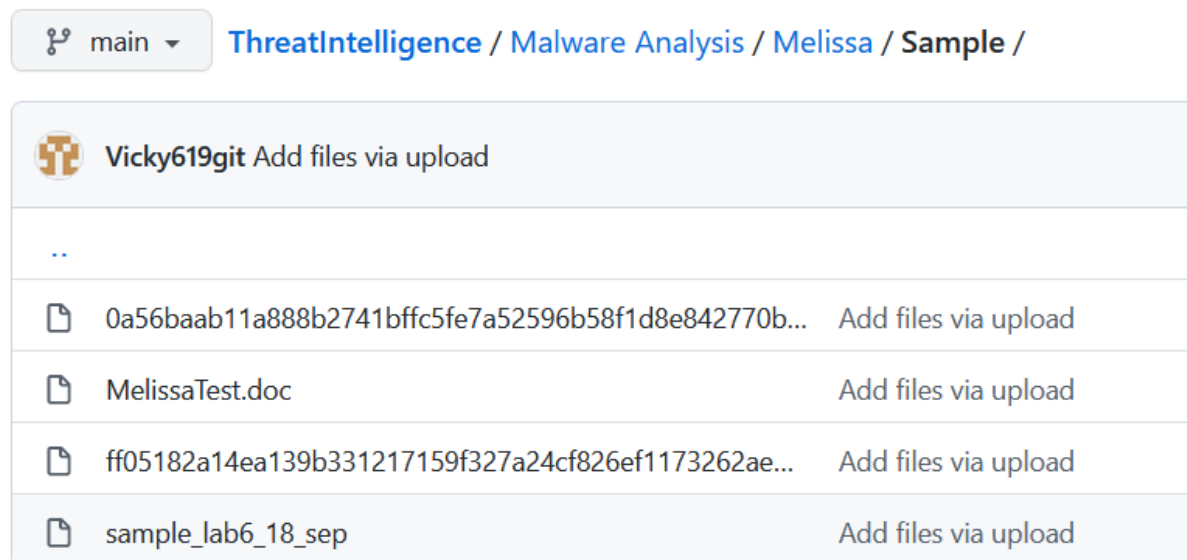 main
ThreatIntelligence / Malware Analysis / Melissa / Sample /
Vicky619git Add files via upload
..
0a56baab11a888b2741bffc5fe7a52596b58f1d8e842770b... Add files via upload
MelissaTest.doc Add files via upload
ff05182a14ea139b331217159f327a24cf826ef1173262ae... Add files via upload
sample_lab6_18_sep Add files via upload